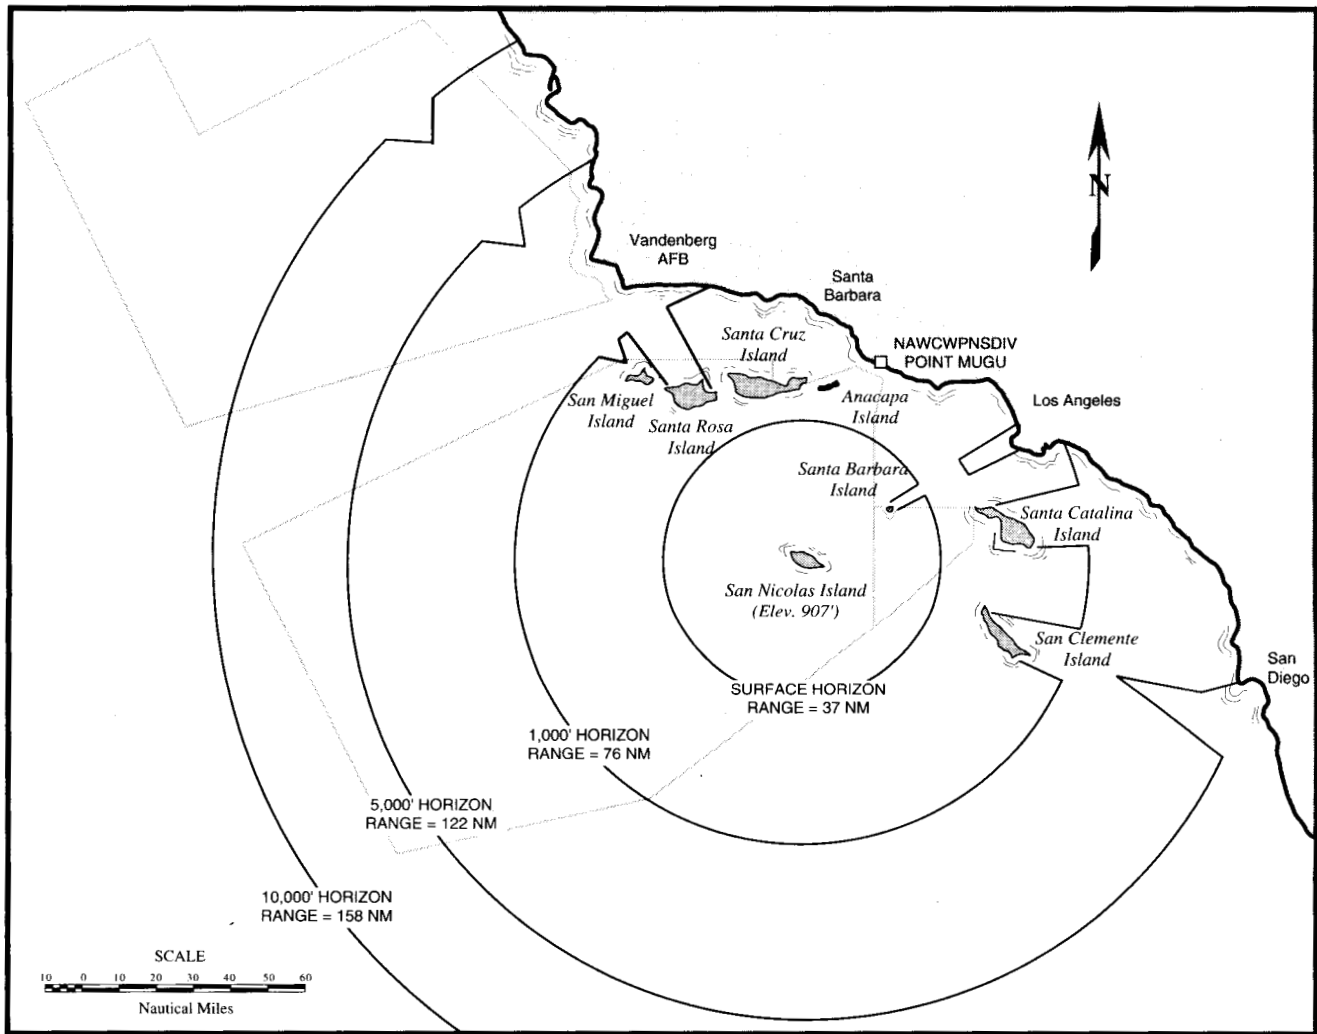 N
Vandenberg
AFB
Santa
Barbara
Santa Cruz
Island
NAWCWPNSDIV
POINT MUGU
San Miguel
Island
Santa Rosa
Island
Anacapa
Island
Los Angeles
Santa Barbara
Island
Santa Catalina
Island
San Nicolas Island
(Elev. 907')
San Clemente
Island
San
Diego
SURFACE HORIZON
RANGE = 37 NM
1,000' HORIZON
RANGE = 76 NM
5,000' HORIZON
RANGE = 122 NM
10,000' HORIZON
RANGE = 158 NM
SCALE
10 0 10 20 30 40 50 60
Nautical Miles